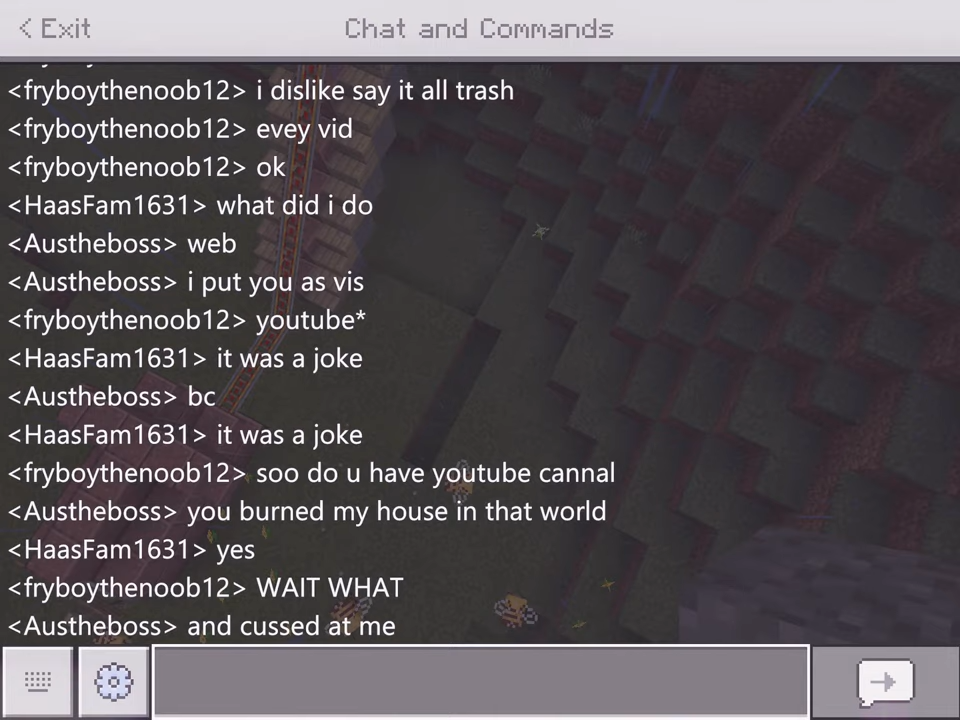 < Exit
Chat and Commands
<fryboythenoob12> i dislike say it all trash
<fryboythenoob12> evey vid
<fryboythenoob12> ok
<HaasFam1631> what did i do
<Austheboss> web
<Austheboss> i put you as vis
<fryboythenoob12> youtube*
<HaasFam1631> it was a joke
<Austheboss> bc
<HaasFam1631> it was a joke
<fryboythenoob12> soo do u have youtube cannal
<Austheboss> you burned my house in that world
<HaasFam1631> yes
<fryboythenoob12> WAIT WHAT
<Austheboss> and cussed at me